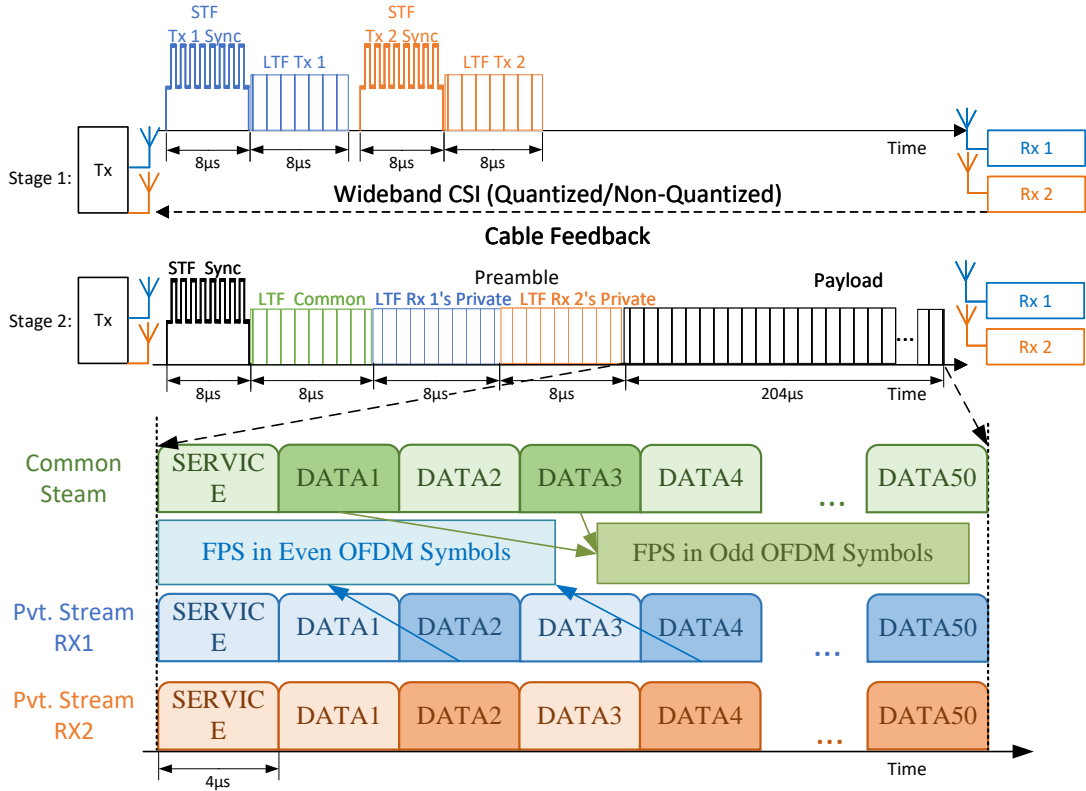 STF
Tx 1 Sync
STF
Tx 2 Sync
LTF Tx 1
LTF Tx 2
Stage 1:
Tx
8µs
8µs
8µs
8µs
Time
Rx 1
Rx 2
Wideband CSI (Quantized/Non-Quantized)
Cable Feedback
Stage 2:
Tx
STF Sync
Preamble
Payload
LTF Common
LTF Rx 1's Private
LTF Rx 2's Private
...
Rx 1
Rx 2
8µs
8µs
8µs
8µs
204µs
Time
Common
Steam
SERVIC
E
DATA1
DATA2
DATA3
DATA4
...
DATA50
FPS in Even OFDM Symbols
FPS in Odd OFDM Symbols
Pvt. Stream
RX1
SERVIC
E
DATA1
DATA2
DATA3
DATA4
...
DATA50
Pvt. Stream
RX2
SERVIC
E
DATA1
DATA2
DATA3
DATA4
...
DATA50
4µs
Time